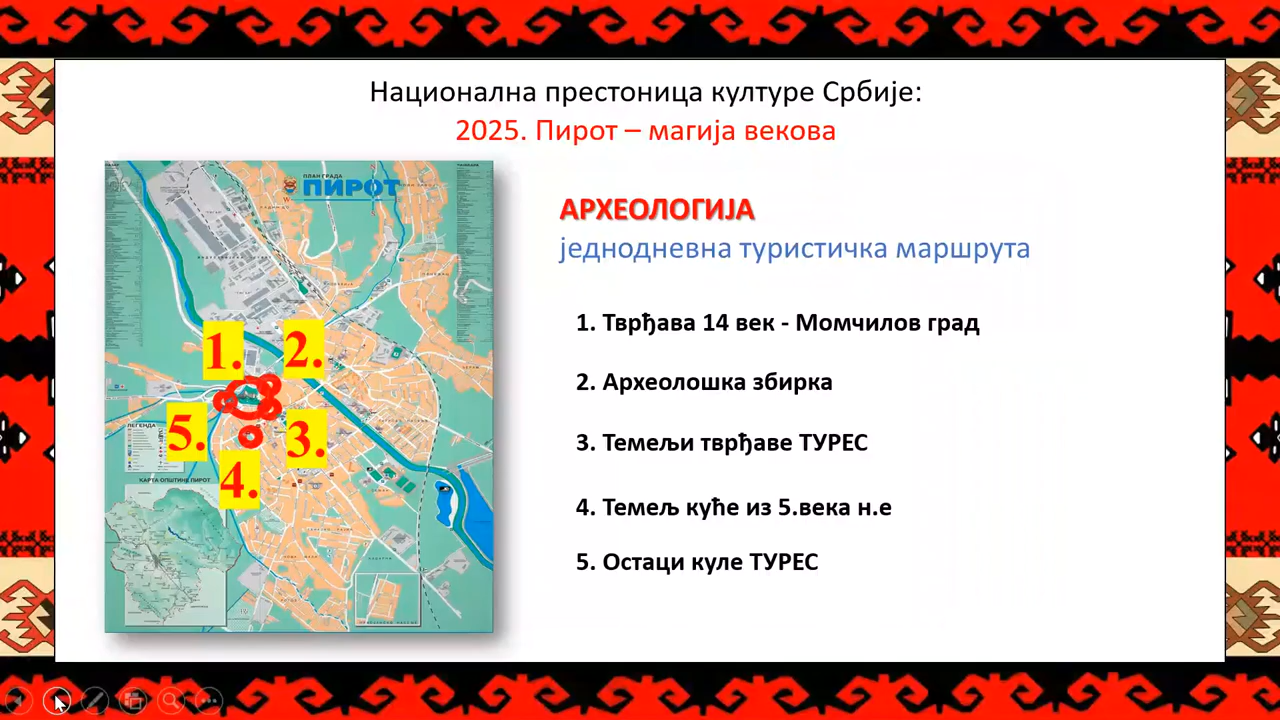 Национална престоница културе Србије:
2025. Пирот – магија векова
ПЛАН ГРАДА
ПИРОТ
АРХЕОЛОГИЈА
једнодневна туристичка маршрута
1. Тврђава 14 век - Момчилов град
2. Археолошка збирка
3. Темељи тврђаве ТУРЕС
4. Темељ куће из 5.века н.е
5. Остаци куле ТУРЕС
1.
2.
5.
3.
4.
ЛЕГЕНДА
КАРТА ОПШТИНЕ ПИРОТ